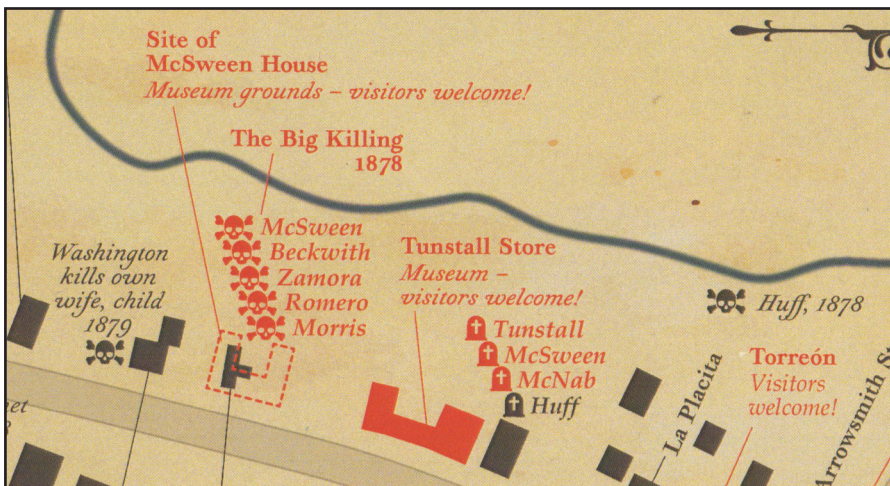 Site of
McSween House
Museum grounds – visitors welcome!
The Big Killing
1878
McSween
Beckwith
Zamora
Romero
Morris
Washington
kills own
wife, child
1879
Tunstall Store
Museum –
visitors welcome!
Tunstall
McSween
McNab
Huff
Huff, 1878
La Placita
Torreón
Visitors
welcome!
Arrowsmith